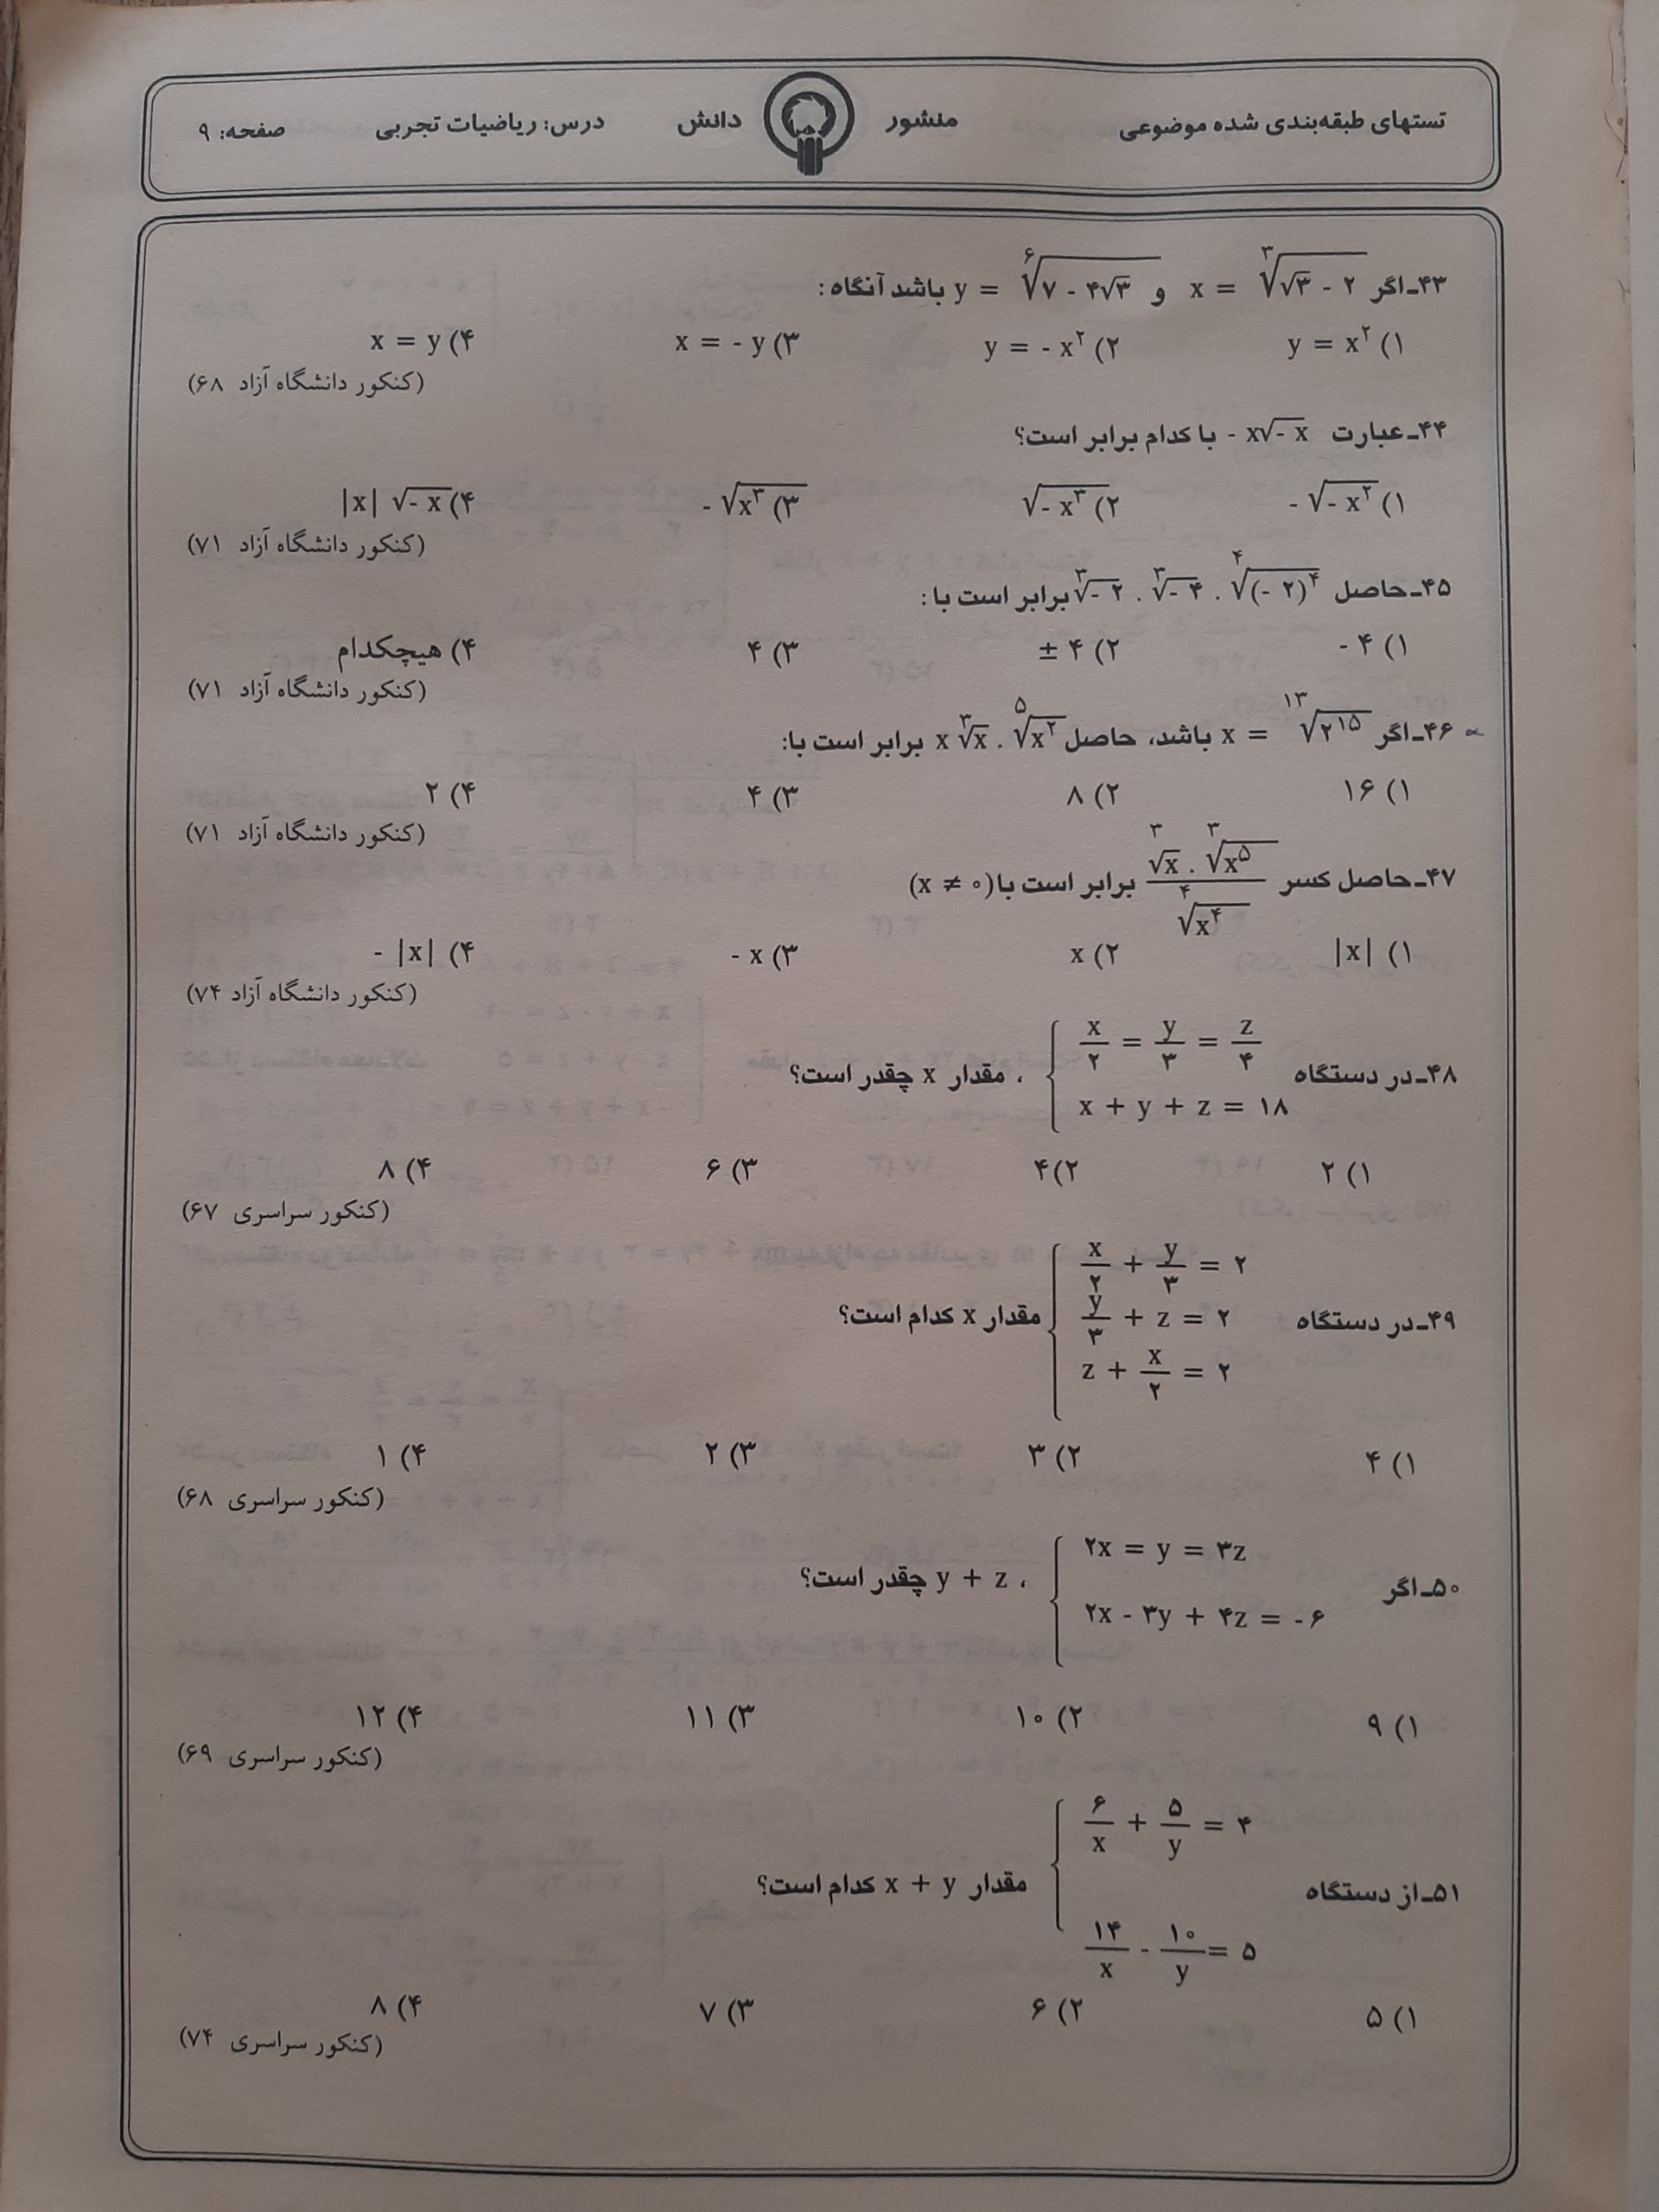 تستهای طبقه‌بندی شده موضوعی منشور دانش درس: ریاضیات تجربی صفحه: ۹
۴۳ـ اگر x = ∛(√۳ - ۲) و y = ⁶√(۷ - ۴√۳) باشد آنگاه:
۱) y = x² ۲) y = - x² ۳) x = - y ۴) x = y
(کنکور دانشگاه آزاد ۶۸)
۴۴ـ عبارت - x√(- x) با کدام برابر است؟
۱) - √(- x³) ۲) √(- x³) ۳) - √(x³) ۴) |x| √(- x)
(کنکور دانشگاه آزاد ۷۱)
۴۵ـ حاصل ∛(- ۲) . ∛(- ۴) . ∜((- ۲)⁴) برابر است با:
۱) - ۴ ۲) ± ۴ ۳) ۴ ۴) هیچکدام
(کنکور دانشگاه آزاد ۷۱)
۴۶ـ اگر x = ¹³√(۲¹⁵) باشد، حاصل x ∛x . ⁵√(x²) برابر است با:
۱) ۱۶ ۲) ۸ ۳) ۴ ۴) ۲
(کنکور دانشگاه آزاد ۷۱)
۴۷ـ حاصل کسر (∛x . ∛(x⁵)) / ∜(x⁴) برابر است با (x ≠ ۰)
۱) |x| ۲) x ۳) - x ۴) - |x|
(کنکور دانشگاه آزاد ۷۴)
x/۲ = y/۳ = z/۴
۴۸ـ در دستگاه ، مقدار x چقدر است؟
x + y + z = ۱۸
۱) ۲ ۲) ۴ ۳) ۶ ۴) ۸
(کنکور سراسری ۶۷)
x/۲ + y/۳ = ۲
۴۹ـ در دستگاه y/۳ + z = ۲ مقدار x کدام است؟
z + x/۲ = ۲
۱) ۴ ۲) ۳ ۳) ۲ ۴) ۱
(کنکور سراسری ۶۸)
۲x = y = ۳z
۵۰ـ اگر ، y + z چقدر است؟
۲x - ۳y + ۴z = - ۶
۱) ۹ ۲) ۱۰ ۳) ۱۱ ۴) ۱۲
(کنکور سراسری ۶۹)
۶/x + ۵/y = ۴
۵۱ـ از دستگاه مقدار x + y کدام است؟
۱۴/x - ۱۰/y = ۵
۱) ۵ ۲) ۶ ۳) ۷ ۴) ۸
(کنکور سراسری ۷۴)